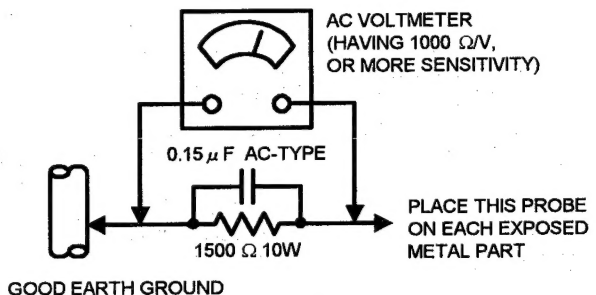 AC VOLTMETER
(HAVING 1000 Ω/V,
OR MORE SENSITIVITY)
0.15 μ F AC-TYPE
1500 Ω 10W
PLACE THIS PROBE
ON EACH EXPOSED
METAL PART
GOOD EARTH GROUND